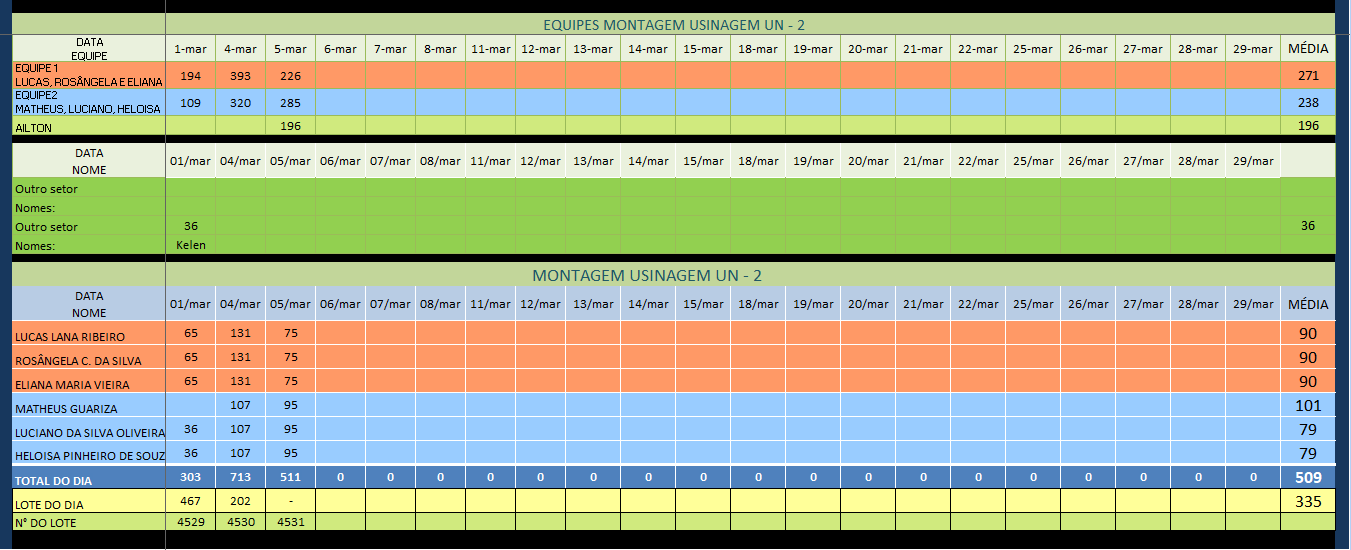 EQUIPES MONTAGEM USINAGEM UN - 2
DATA
EQUIPE
1-mar 4-mar 5-mar 6-mar 7-mar 8-mar 11-mar 12-mar 13-mar 14-mar 15-mar 18-mar 19-mar 20-mar 21-mar 22-mar 25-mar 26-mar 27-mar 28-mar 29-mar MÉDIA
EQUIPE 1
LUCAS, ROSÂNGELA E ELIANA 194 393 226 271
EQUIPE2
MATHEUS, LUCIANO, HELOISA 109 320 285 238
AILTON 196 196
DATA
NOME
01/mar 04/mar 05/mar 06/mar 07/mar 08/mar 11/mar 12/mar 13/mar 14/mar 15/mar 18/mar 19/mar 20/mar 21/mar 22/mar 25/mar 26/mar 27/mar 28/mar 29/mar
Outro setor
Nomes:
Outro setor 36 36
Nomes: Kelen
MONTAGEM USINAGEM UN - 2
DATA
NOME
01/mar 04/mar 05/mar 06/mar 07/mar 08/mar 11/mar 12/mar 13/mar 14/mar 15/mar 18/mar 19/mar 20/mar 21/mar 22/mar 25/mar 26/mar 27/mar 28/mar 29/mar MÉDIA
LUCAS LANA RIBEIRO 65 131 75 90
ROSÂNGELA C. DA SILVA 65 131 75 90
ELIANA MARIA VIEIRA 65 131 75 90
MATHEUS GUARIZA 107 95 101
LUCIANO DA SILVA OLIVEIRA 36 107 95 79
HELOISA PINHEIRO DE SOUZ 36 107 95 79
TOTAL DO DIA 303 713 511 0 0 0 0 0 0 0 0 0 0 0 0 0 0 0 0 0 0 509
LOTE DO DIA 467 202 - 335
N° DO LOTE 4529 4530 4531